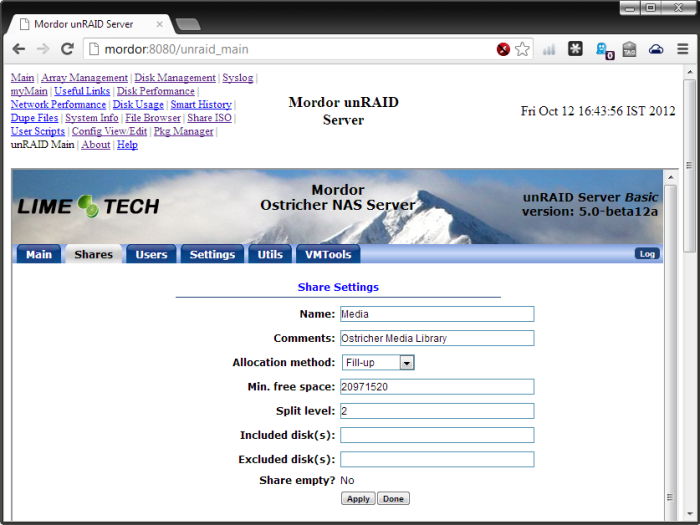 Mordor unRAID Server
mordor:8080/unraid_main
0
TAG
Main | Array Management | Disk Management | Syslog |
myMain | Useful Links | Disk Performance |
Network Performance | Disk Usage | Smart History |
Dupe Files | System Info | File Browser | Share ISO |
User Scripts | Config View/Edit | Pkg Manager |
unRAID Main | About | Help
Mordor unRAID
Server
Fri Oct 12 16:43:56 IST 2012
LIME TECH
Mordor
Ostricher NAS Server
unRAID Server Basic
version: 5.0-beta12a
Main Shares Users Settings Utils VMTools Log
Share Settings
Name: Media
Comments: Ostricher Media Library
Allocation method: Fill-up
Min. free space: 20971520
Split level: 2
Included disk(s):
Excluded disk(s):
Share empty? No
Apply Done